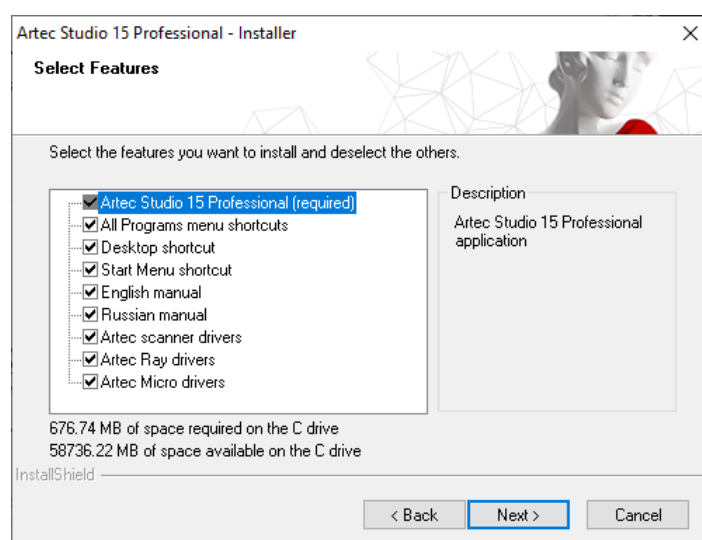 Artec Studio 15 Professional - Installer
Select Features
Select the features you want to install and deselect the others.
Artec Studio 15 Professional (required)
All Programs menu shortcuts
Desktop shortcut
Start Menu shortcut
English manual
Russian manual
Artec scanner drivers
Artec Ray drivers
Artec Micro drivers
Description
Artec Studio 15 Professional
application
676.74 MB of space required on the C drive
58736.22 MB of space available on the C drive
InstallShield
< Back
Next >
Cancel